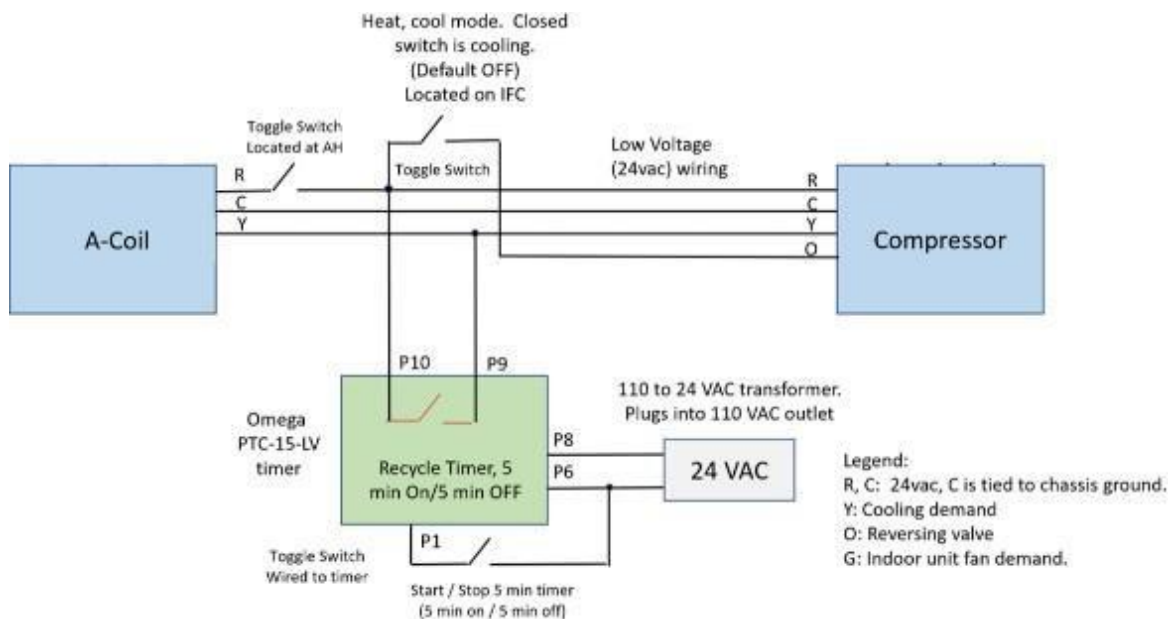 Heat, cool mode. Closed
switch is cooling.
(Default OFF)
Located on IFC
Toggle Switch
Located at AH
Toggle Switch
Low Voltage
(24vac) wiring
R
C
Y
A-Coil
R
C
Y
O
Compressor
P10
P9
Omega
PTC-15-LV
timer
Recycle Timer, 5
min On/5 min OFF
P8
P6
110 to 24 VAC transformer.
Plugs into 110 VAC outlet
24 VAC
P1
Toggle Switch
Wired to timer
Start / Stop 5 min timer
(5 min on / 5 min off)
Legend:
R, C: 24vac, C is tied to chassis ground.
Y: Cooling demand
O: Reversing valve
G: Indoor unit fan demand.